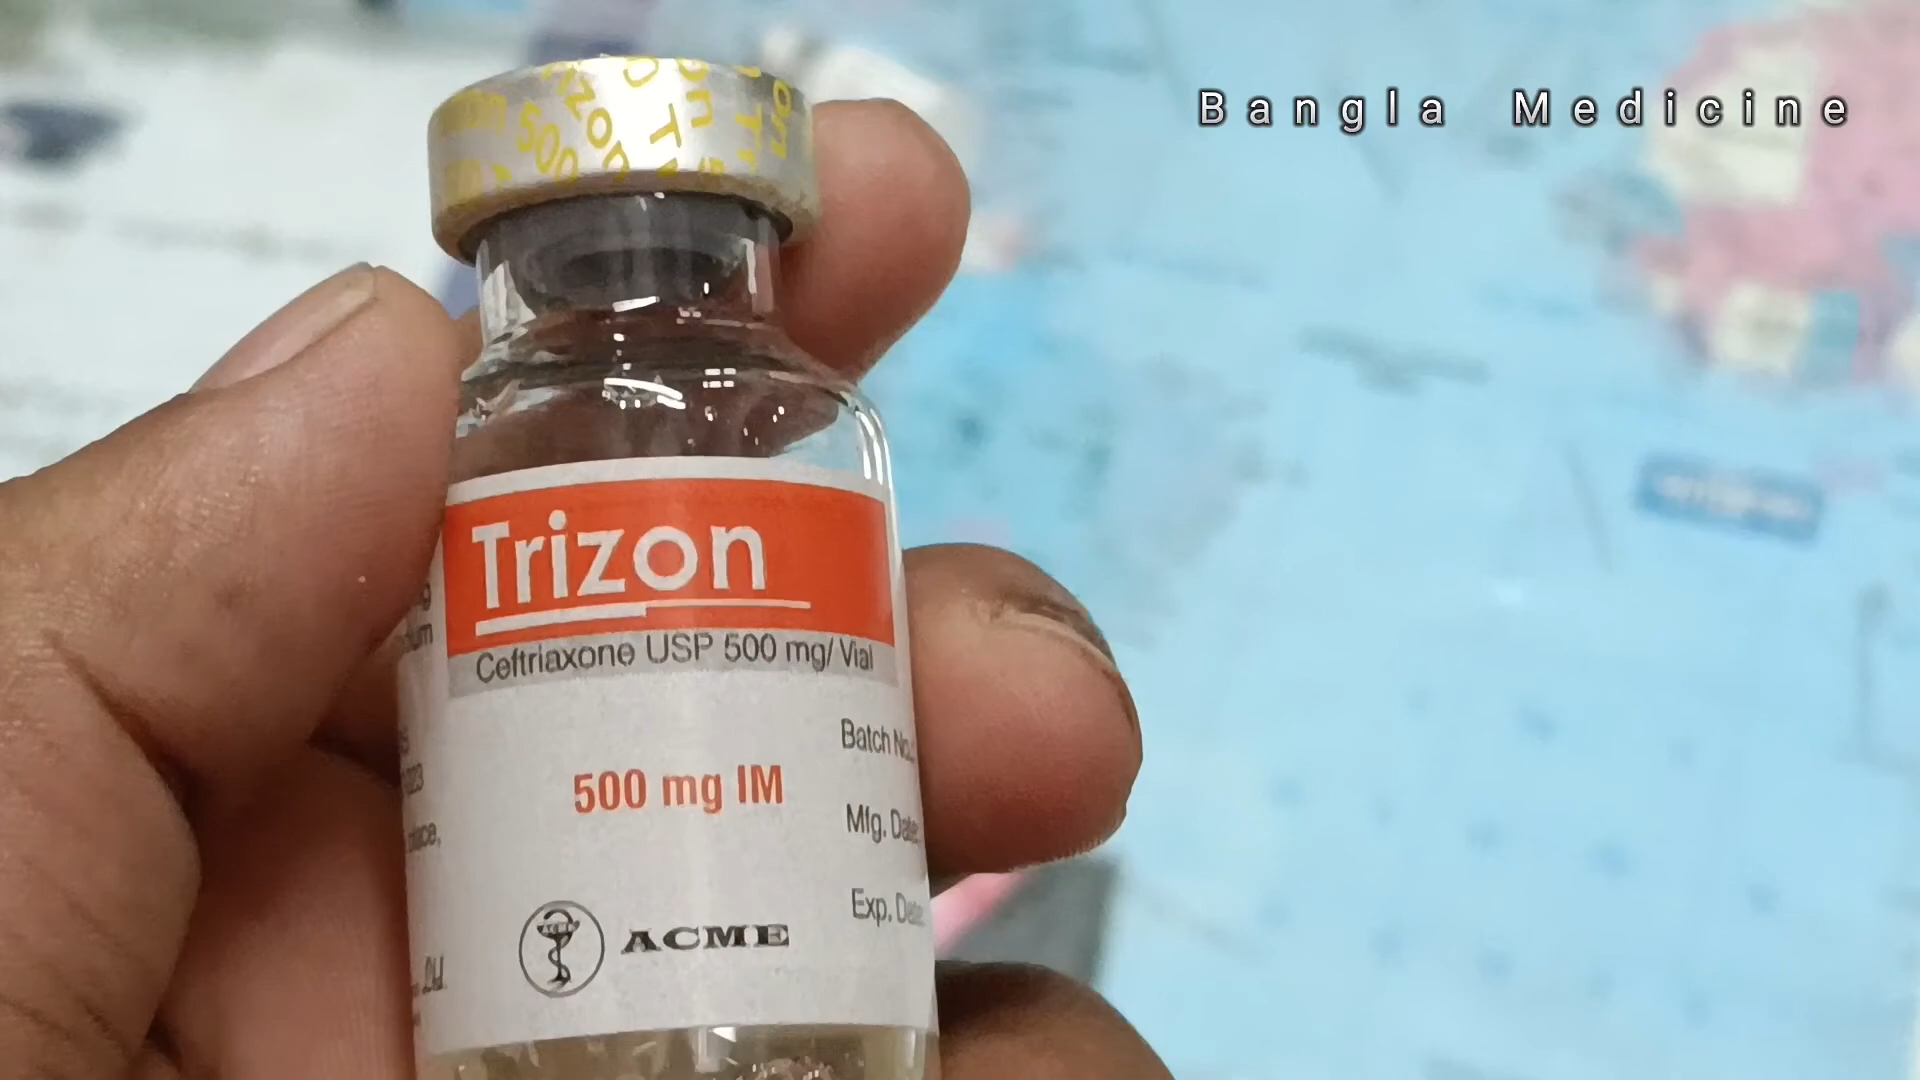 Bangla Medicine
Trizon
Ceftriaxone USP 500 mg/ Vial
500 mg IM
Batch No.
Mfg. Date
Exp. Date
ACME